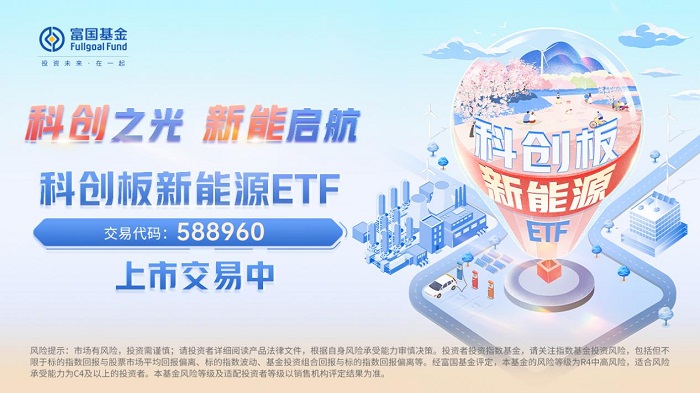 富国基金
Fullgoal Fund
投资未来·在一起
科创之光 新能启航
科创板新能源ETF
交易代码：588960
上市交易中
科创板
新能源
ETF
风险提示：市场有风险，投资需谨慎；请投资者详细阅读产品法律文件，根据自身风险承受能力审慎决策。投资者投资指数基金，请关注指数基金投资风险，包括但不
限于标的指数回报与股票市场平均回报偏离、标的指数波动、基金投资组合回报与标的指数回报偏离等。经富国基金评定，本基金的风险等级为R4中高风险，适合风险
承受能力为C4及以上的投资者。本基金风险等级及适配投资者等级以销售机构评定结果为准。